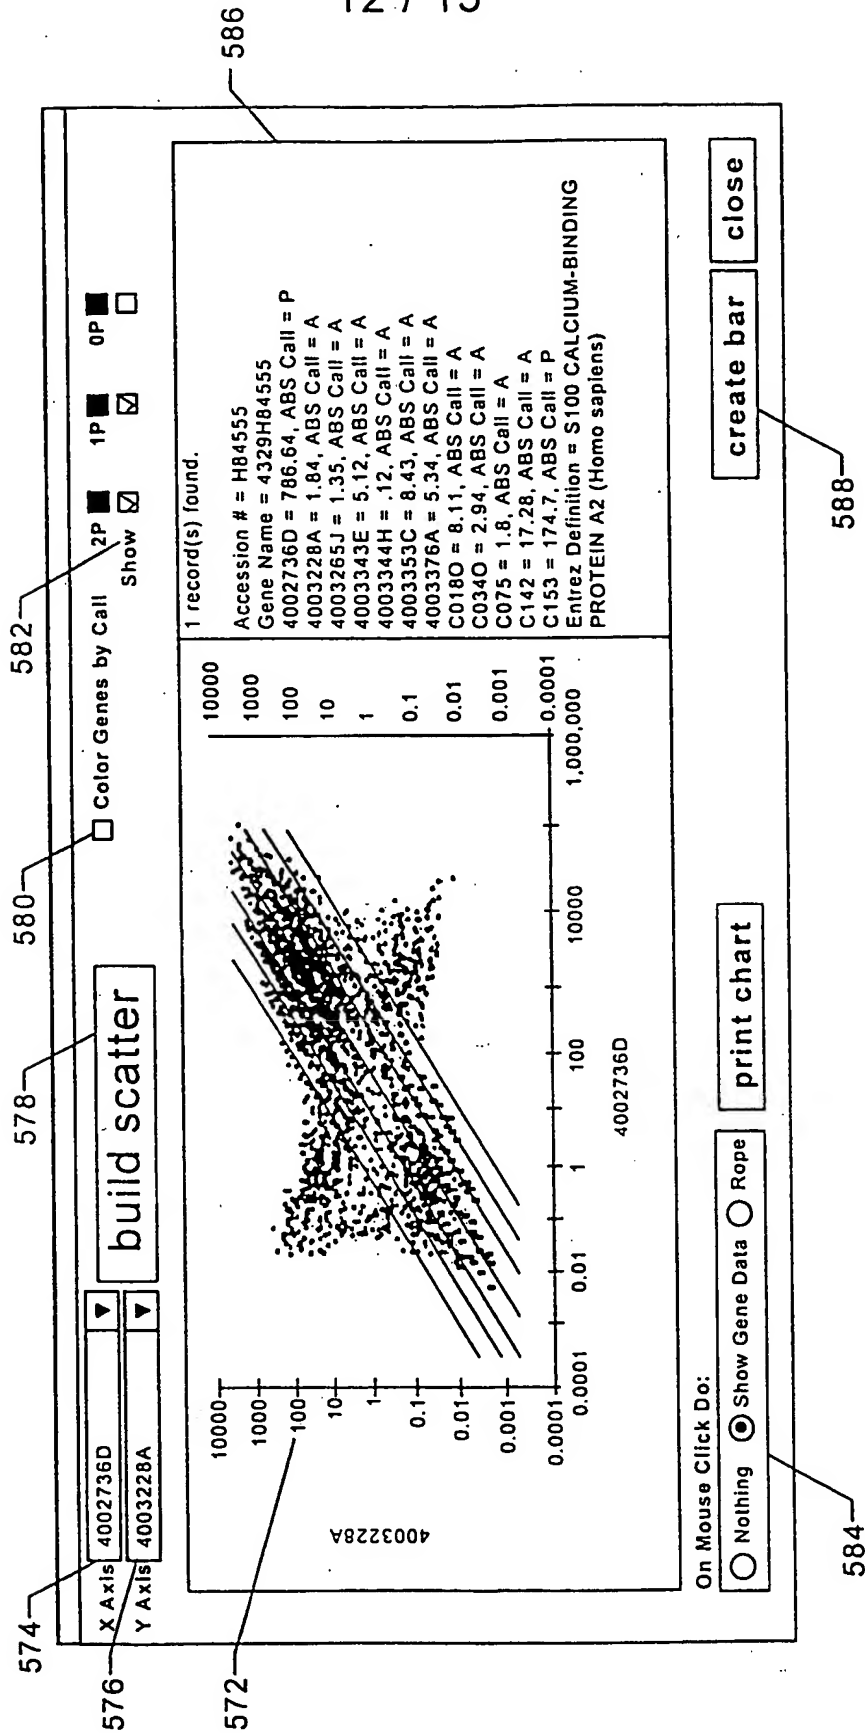 12 / 15
574
576
578
580
582
586
X Axis 4002736D
Y Axis 4003228A
build scatter
Color Genes by Call
2P 1P 0P
Show
572
4003228A
10000
1000
100
10
1
0.1
0.01
0.001
0.0001
10000
1000
100
10
1
0.1
0.01
0.001
0.0001
0.0001 0.01 1 100 10000 1,000,000
4002736D
1 record(s) found.
Accession # = H84555
Gene Name = 4329H84555
4002736D = 786.64, ABS Call = P
4003228A = 1.84, ABS Call = A
4003265J = 1.35, ABS Call = A
4003343E = 5.12, ABS Call = A
4003344H = .12, ABS Call = A
4003353C = 8.43, ABS Call = A
4003376A = 5.34, ABS Call = A
C018O = 8.11, ABS Call = A
C034O = 2.94, ABS Call = A
C075 = 1.8, ABS Call = A
C142 = 17.28, ABS Call = A
C153 = 174.7, ABS Call = P
Entrez Definition = S100 CALCIUM-BINDING
PROTEIN A2 (Homo sapiens)
On Mouse Click Do:
Nothing Show Gene Data Rope
print chart
create bar
close
584
588